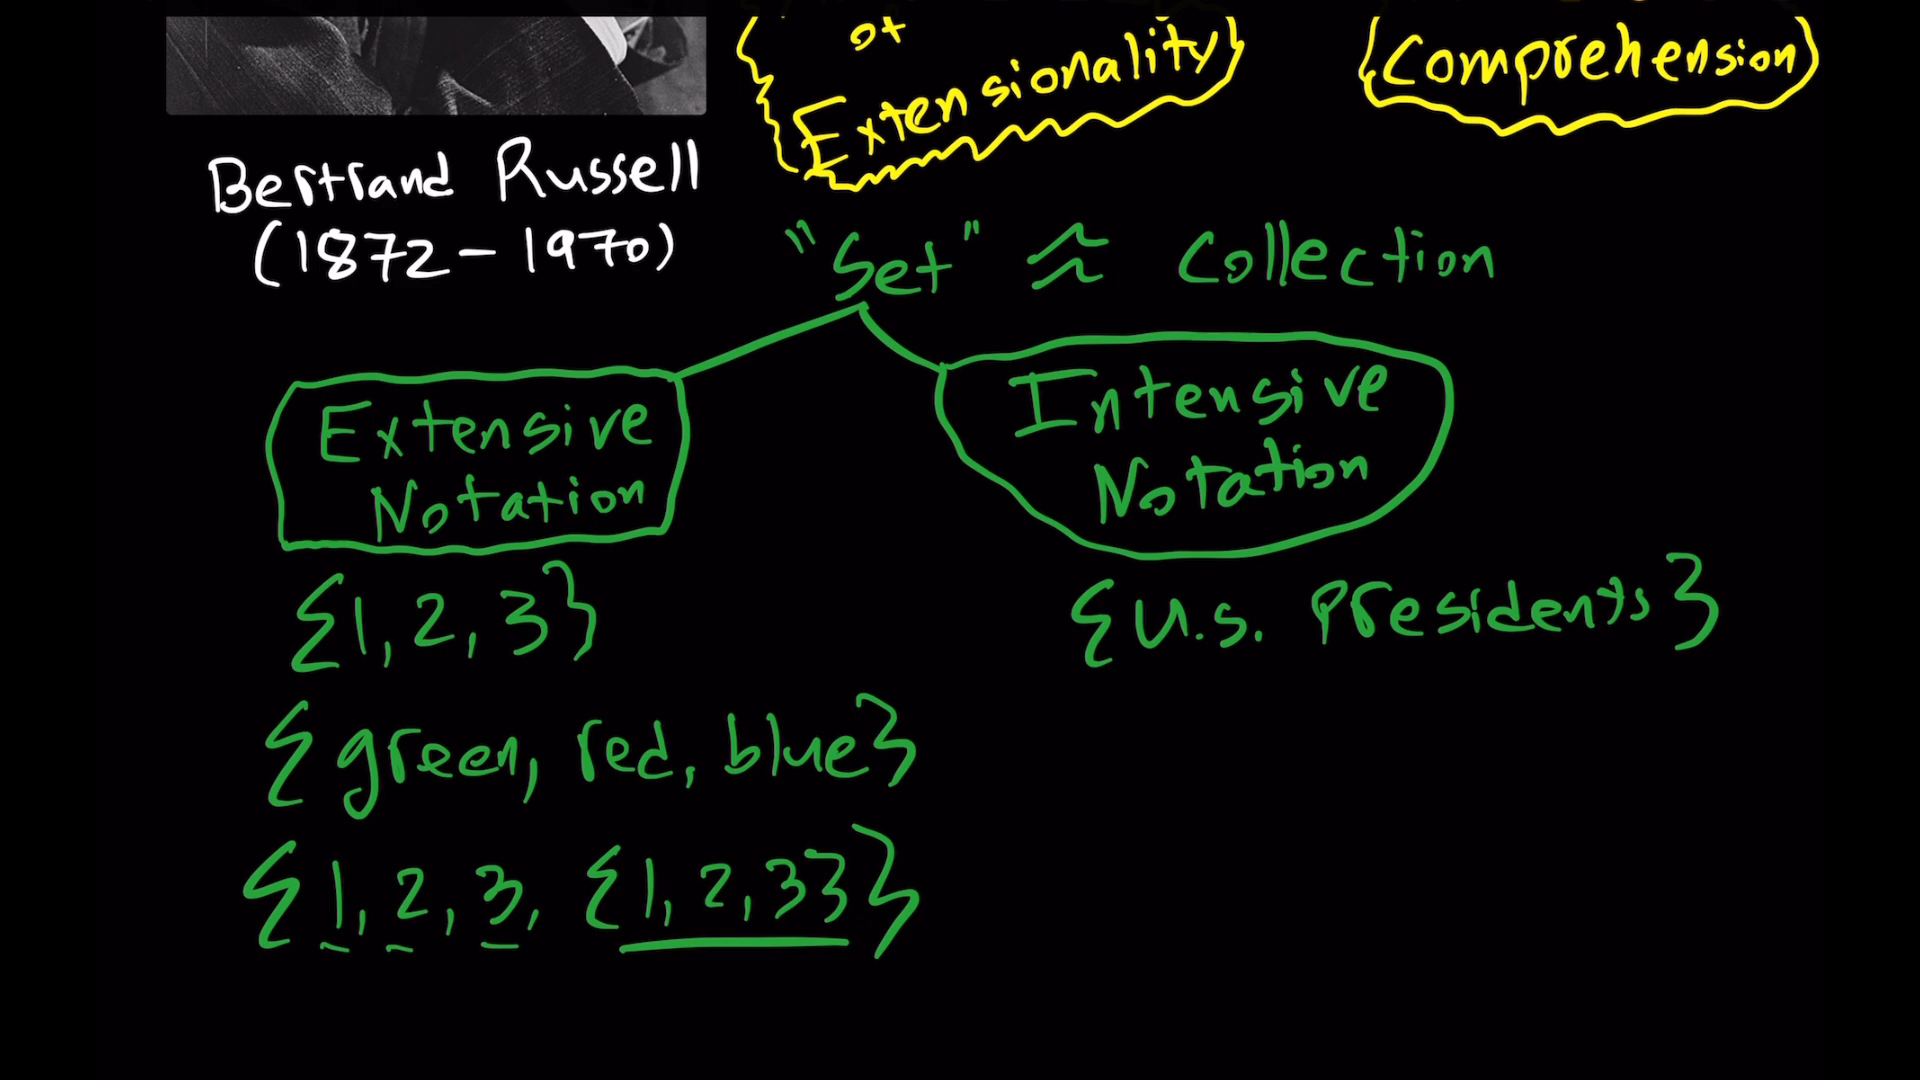 of
Extensionality
Comprehension
Bertrand Russell
(1872-1970)
"Set" ≈ Collection
Extensive
Notation
Intensive
Notation
{1, 2, 3}
{U.S. Presidents}
{green, red, blue}
{1, 2, 3, {1, 2, 3}}